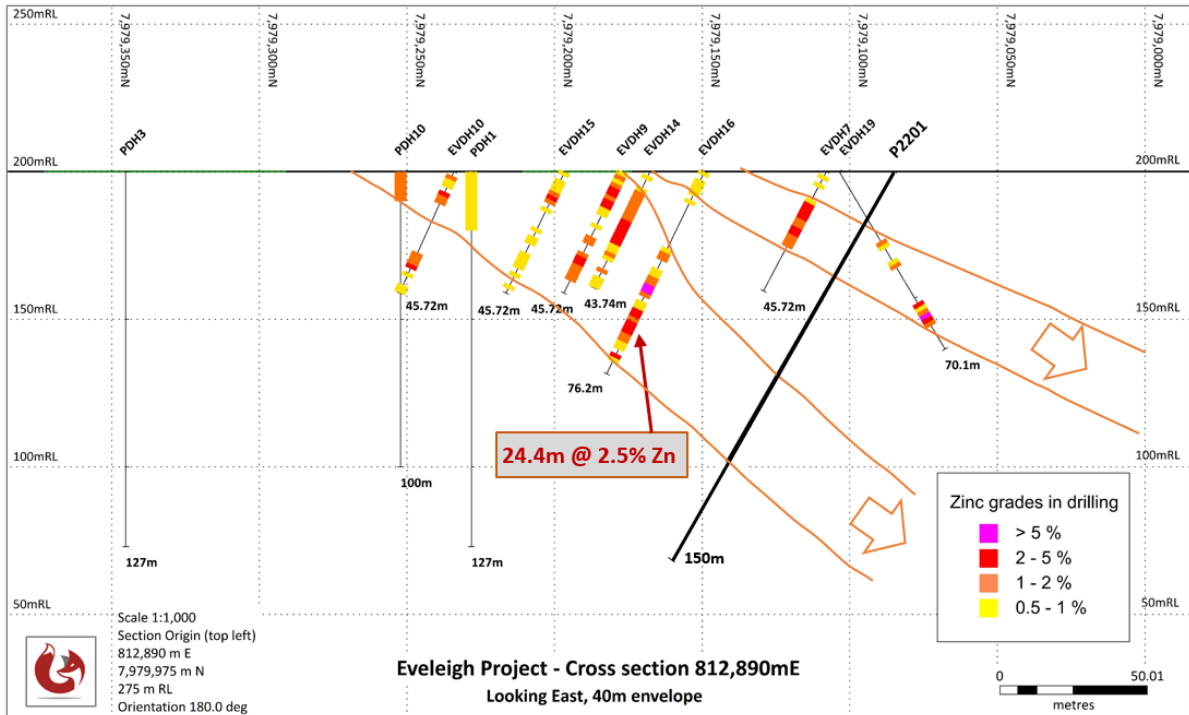 250mRL
7,979,350mN
7,979,300mN
7,979,250mN
7,979,200mN
7,979,150mN
7,979,100mN
7,979,050mN
7,979,000mN
250mRL
PDH3
PDH10
EVDH10
PDH1
EVDH15
EVDH9
EVDH14
EVDH16
EVDH7
EVDH19
P2201
200mRL
200mRL
150mRL
45.72m
45.72m
45.72m
43.74m
45.72m
150mRL
70.1m
76.2m
24.4m @ 2.5% Zn
100mRL
100m
100mRL
127m
127m
150m
Zinc grades in drilling
> 5 %
2 - 5 %
1 - 2 %
0.5 - 1 %
50mRL
50mRL
Scale 1:1,000
Section Origin (top left)
812,890 m E
7,979,975 m N
275 m RL
Orientation 180.0 deg
Eveleigh Project - Cross section 812,890mE
Looking East, 40m envelope
0 50.01
metres